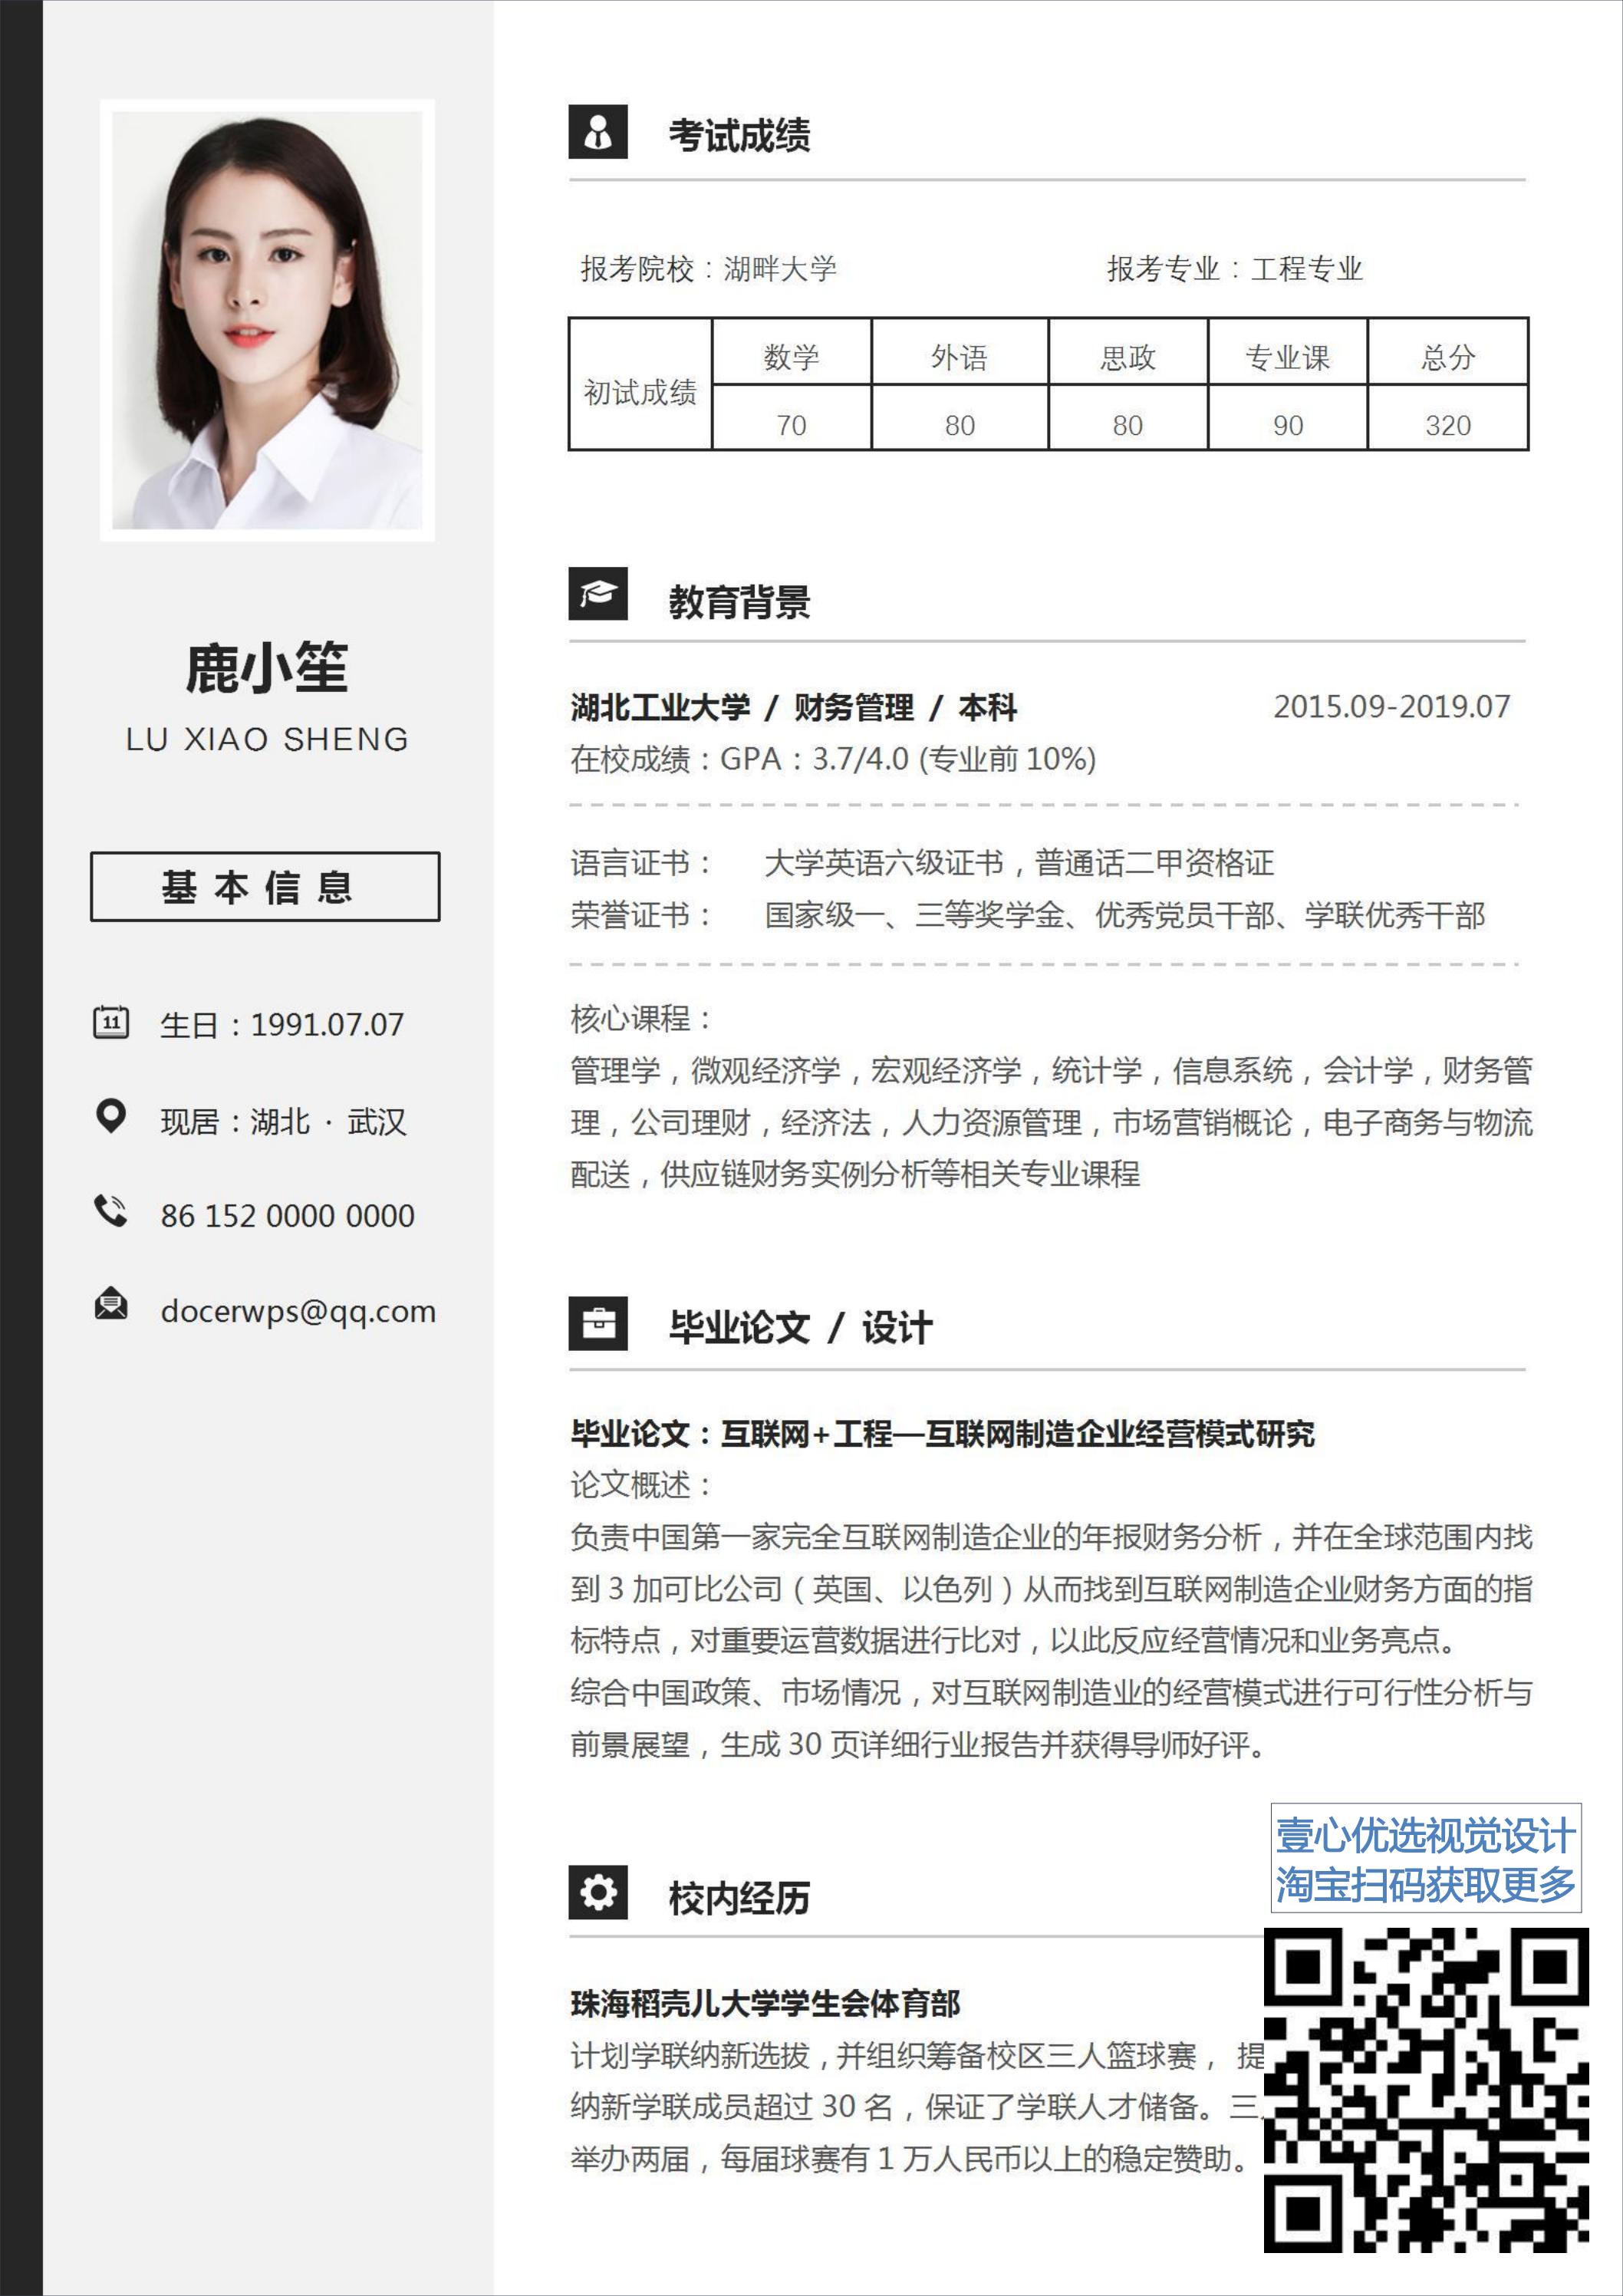 鹿小笙
LU XIAO SHENG
基本信息
11
生日：1991.07.07
现居：湖北 · 武汉
86 152 0000 0000
docerwps@qq.com
考试成绩
报考院校：湖畔大学 报考专业：工程专业
初试成绩 数学 外语 思政 专业课 总分
70 80 80 90 320
教育背景
湖北工业大学 / 财务管理 / 本科 2015.09-2019.07
在校成绩：GPA：3.7/4.0 (专业前 10%)
语言证书： 大学英语六级证书，普通话二甲资格证
荣誉证书： 国家级一、三等奖学金、优秀党员干部、学联优秀干部
核心课程：
管理学，微观经济学，宏观经济学，统计学，信息系统，会计学，财务管
理，公司理财，经济法，人力资源管理，市场营销概论，电子商务与物流
配送，供应链财务实例分析等相关专业课程
毕业论文 / 设计
毕业论文：互联网+工程—互联网制造企业经营模式研究
论文概述：
负责中国第一家完全互联网制造企业的年报财务分析，并在全球范围内找
到 3 加可比公司（英国、以色列）从而找到互联网制造企业财务方面的指
标特点，对重要运营数据进行比对，以此反应经营情况和业务亮点。
综合中国政策、市场情况，对互联网制造业的经营模式进行可行性分析与
前景展望，生成 30 页详细行业报告并获得导师好评。
校内经历
珠海稻壳儿大学学生会体育部
计划学联纳新选拔，并组织筹备校区三人篮球赛， 提
纳新学联成员超过 30 名，保证了学联人才储备。三
举办两届，每届球赛有 1 万人民币以上的稳定赞助。
壹心优选视觉设计
淘宝扫码获取更多